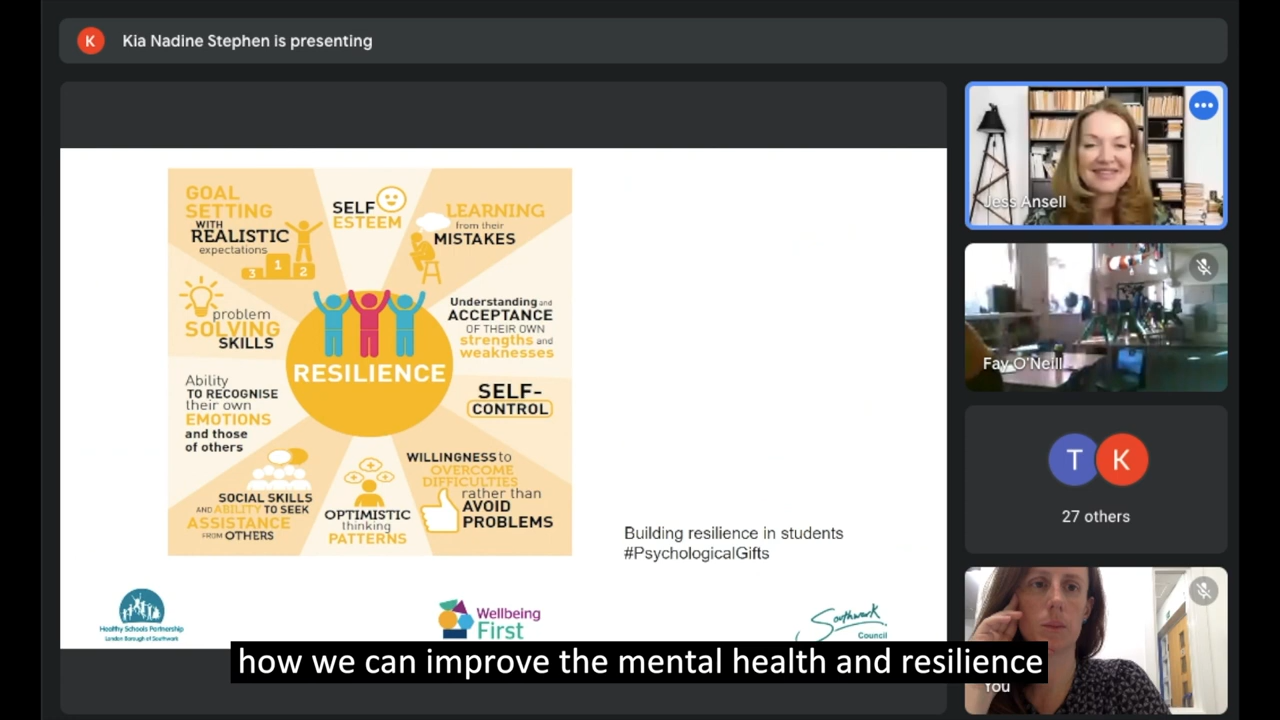 K
Kia Nadine Stephen is presenting
GOAL
SETTING
WITH
REALISTIC
expectations
3 1 2
SELF
ESTEEM
LEARNING
from their
MISTAKES
problem
SOLVING
SKILLS
Understanding and
ACCEPTANCE
OF THEIR OWN
strengths and
weaknesses
RESILIENCE
Ability
TO RECOGNISE
their own
EMOTIONS
and those
of others
SELF-
CONTROL
SOCIAL SKILLS
AND ABILITY TO SEEK
ASSISTANCE
FROM OTHERS
OPTIMISTIC
thinking
PATTERNS
WILLINGNESS to
OVERCOME
DIFFICULTIES
rather than
AVOID
PROBLEMS
Building resilience in students
#PsychologicalGifts
Healthy Schools Partnership
London Borough of Southwark
Wellbeing
First
Southwark
Council
Jess Ansell
Fay O'Neill
T K
27 others
You
how we can improve the mental health and resilience